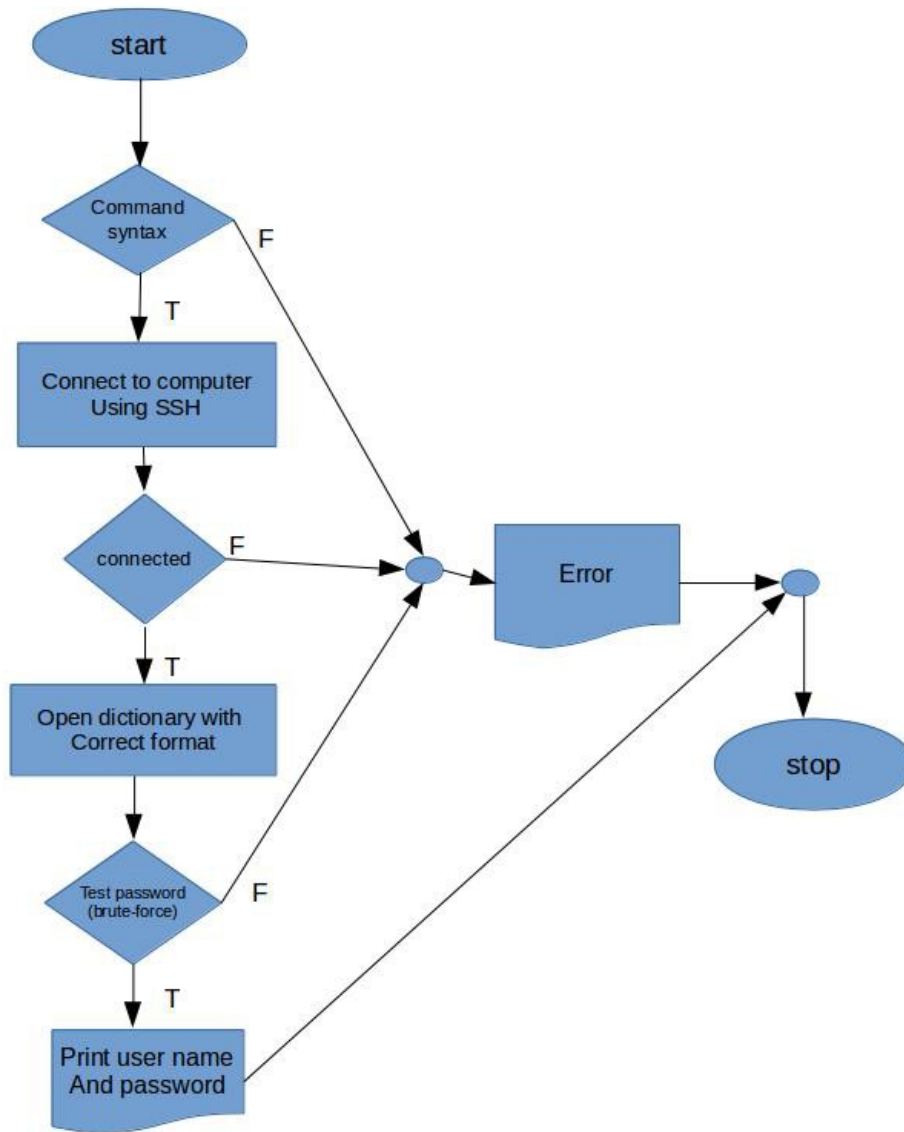 start
Command
syntax
F
T
Connect to computer
Using SSH
connected
F
T
Open dictionary with
Correct format
Test password
(brute-force)
F
T
Print user name
And password
Error
stop